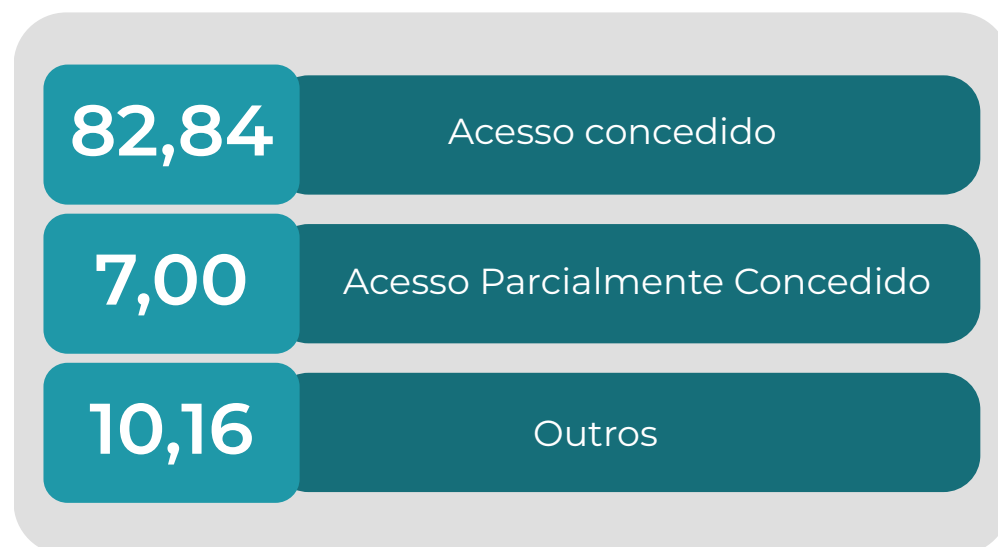 82,84
Acesso concedido
7,00
Acesso Parcialmente Concedido
10,16
Outros